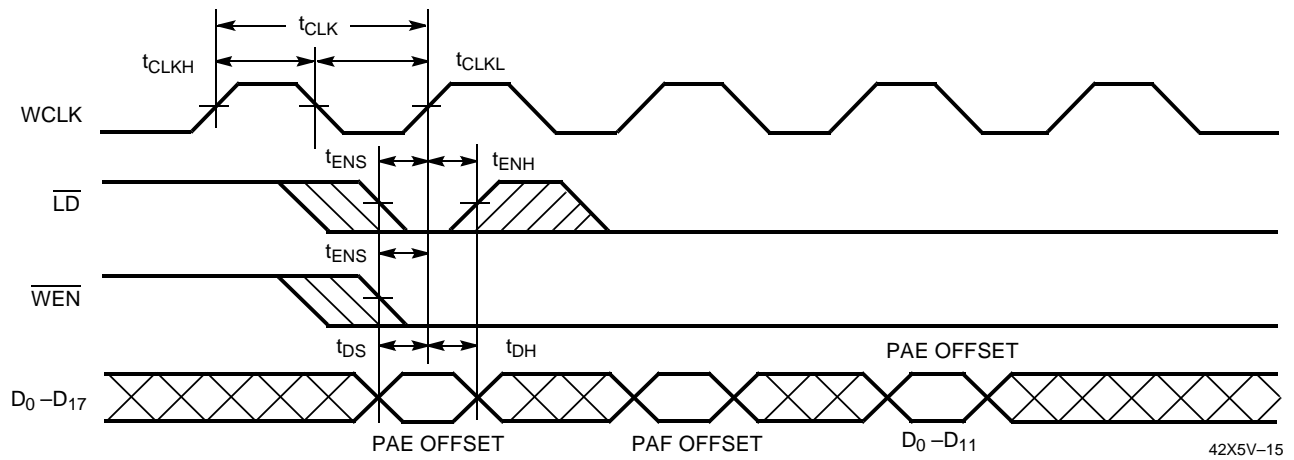 tCLK
tCLKH
tCLKL
WCLK
tENS
tENH
LD
tENS
WEN
tDS
tDH
PAE OFFSET
D0 –D17
PAE OFFSET
PAF OFFSET
D0 –D11
42X5V–15